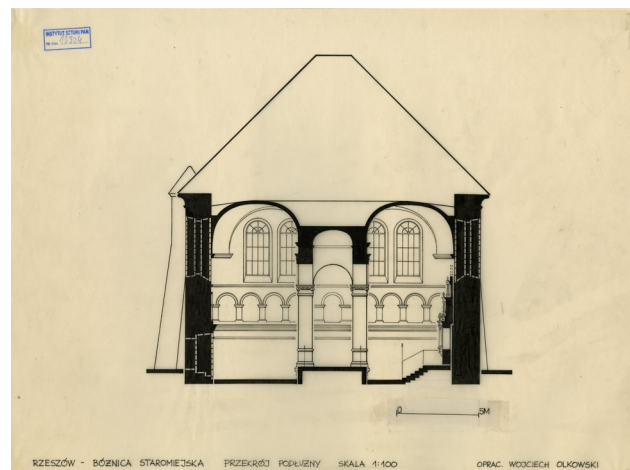 INSTYTUT SZTUKI PAN
0 5M
RZESZÓW - BÓŻNICA STAROMIEJSKA PRZEKRÓJ PODŁUŻNY SKALA 1:100 OPRAC. WOJCIECH OLKOWSKI